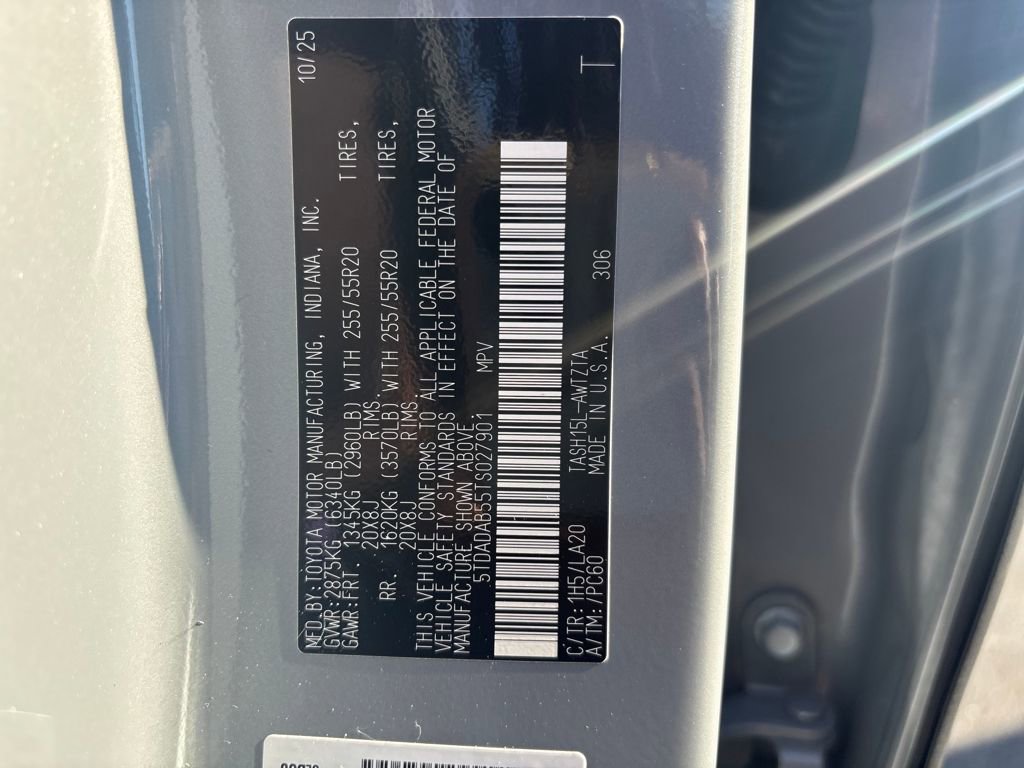 MFD.BY:TOYOTA MOTOR MANUFACTURING, INDIANA, INC. 10/25
GVWR:2875KG (6340LB)
GAWR:FRT. 1345KG (2960LB) WITH 255/55R20 TIRES,
20X8J RIMS.
RR. 1620KG (3570LB) WITH 255/55R20 TIRES,
20X8J RIMS.
THIS VEHICLE CONFORMS TO ALL APPLICABLE FEDERAL MOTOR
VEHICLE SAFETY STANDARDS IN EFFECT ON THE DATE OF
MANUFACTURE SHOWN ABOVE.
5TDADAB55TS027901 MPV
C/TR:1H5/LA20 TASH15L-AWTZTA 306
A/TM:/PC60 MADE IN U.S.A. T